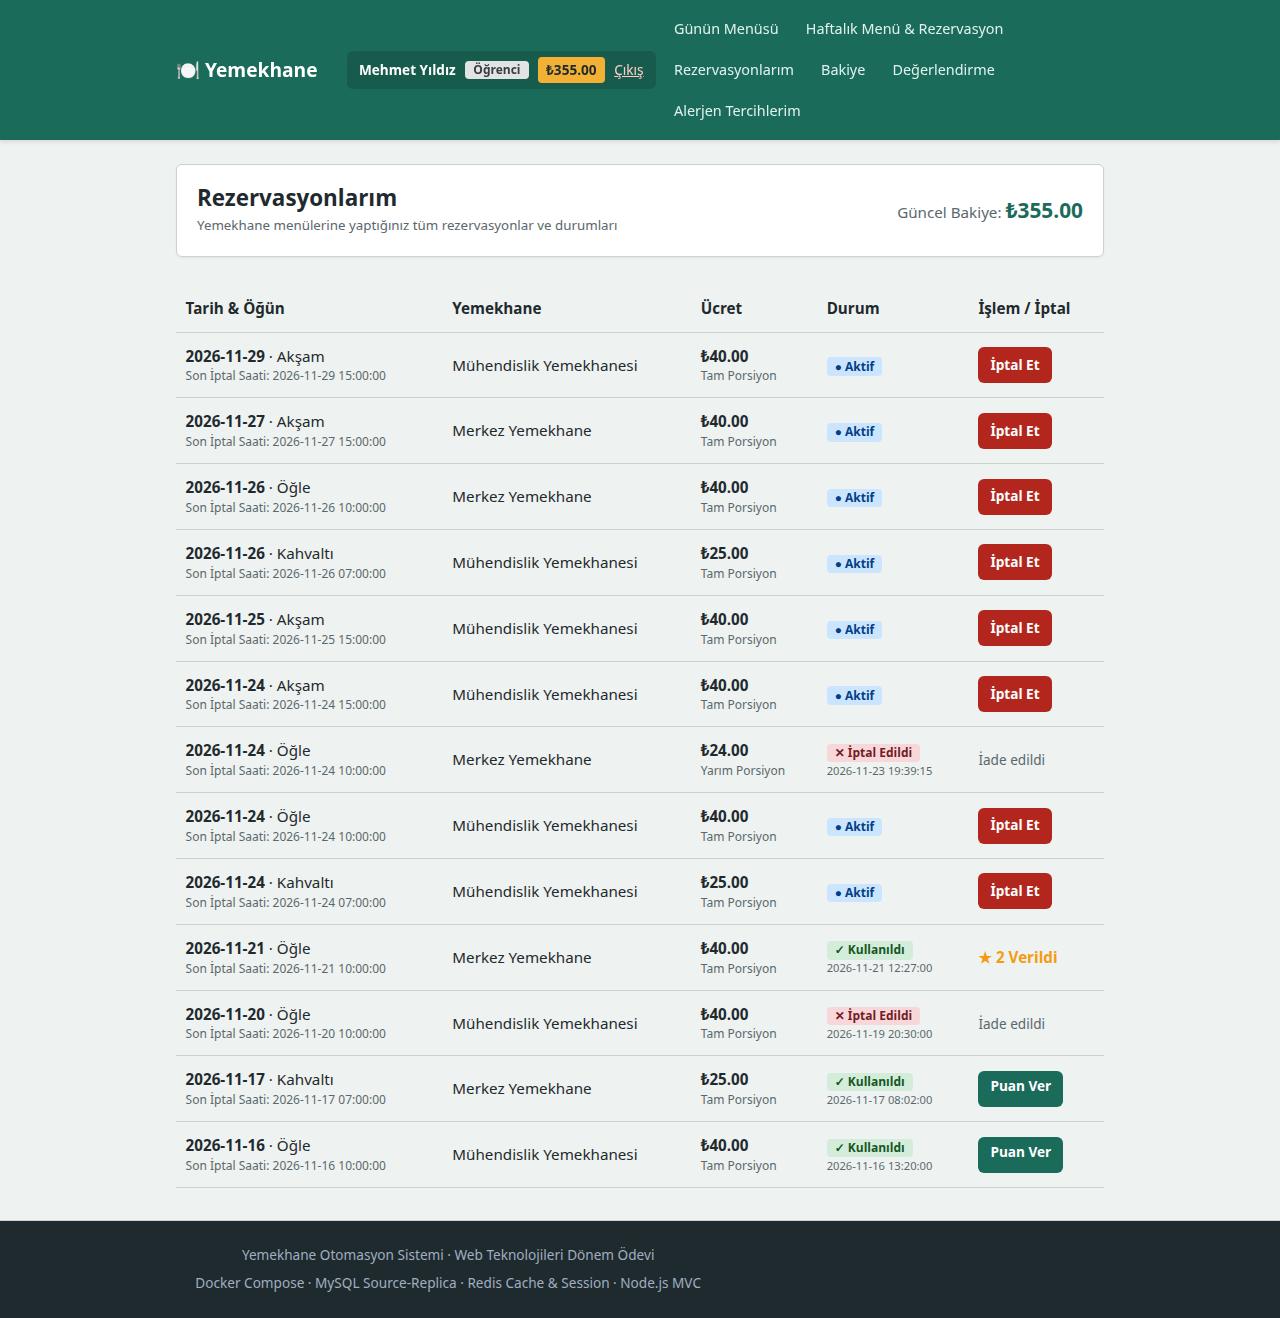 🍽️ Yemekhane
Mehmet Yıldız Öğrenci ₺355.00 Çıkış
Günün Menüsü Haftalık Menü & Rezervasyon
Rezervasyonlarım Bakiye Değerlendirme
Alerjen Tercihlerim
Rezervasyonlarım
Yemekhane menülerine yaptığınız tüm rezervasyonlar ve durumları
Güncel Bakiye: ₺355.00
Tarih & Öğün Yemekhane Ücret Durum İşlem / İptal
2026-11-29 · Akşam Mühendislik Yemekhanesi ₺40.00 ● Aktif İptal Et
Son İptal Saati: 2026-11-29 15:00:00 Tam Porsiyon
2026-11-27 · Akşam Merkez Yemekhane ₺40.00 ● Aktif İptal Et
Son İptal Saati: 2026-11-27 15:00:00 Tam Porsiyon
2026-11-26 · Öğle Merkez Yemekhane ₺40.00 ● Aktif İptal Et
Son İptal Saati: 2026-11-26 10:00:00 Tam Porsiyon
2026-11-26 · Kahvaltı Mühendislik Yemekhanesi ₺25.00 ● Aktif İptal Et
Son İptal Saati: 2026-11-26 07:00:00 Tam Porsiyon
2026-11-25 · Akşam Mühendislik Yemekhanesi ₺40.00 ● Aktif İptal Et
Son İptal Saati: 2026-11-25 15:00:00 Tam Porsiyon
2026-11-24 · Akşam Mühendislik Yemekhanesi ₺40.00 ● Aktif İptal Et
Son İptal Saati: 2026-11-24 15:00:00 Tam Porsiyon
2026-11-24 · Öğle Merkez Yemekhane ₺24.00 ✕ İptal Edildi İade edildi
Son İptal Saati: 2026-11-24 10:00:00 Yarım Porsiyon 2026-11-23 19:39:15
2026-11-24 · Öğle Mühendislik Yemekhanesi ₺40.00 ● Aktif İptal Et
Son İptal Saati: 2026-11-24 10:00:00 Tam Porsiyon
2026-11-24 · Kahvaltı Mühendislik Yemekhanesi ₺25.00 ● Aktif İptal Et
Son İptal Saati: 2026-11-24 07:00:00 Tam Porsiyon
2026-11-21 · Öğle Merkez Yemekhane ₺40.00 ✓ Kullanıldı ★ 2 Verildi
Son İptal Saati: 2026-11-21 10:00:00 Tam Porsiyon 2026-11-21 12:27:00
2026-11-20 · Öğle Mühendislik Yemekhanesi ₺40.00 ✕ İptal Edildi İade edildi
Son İptal Saati: 2026-11-20 10:00:00 Tam Porsiyon 2026-11-19 20:30:00
2026-11-17 · Kahvaltı Merkez Yemekhane ₺25.00 ✓ Kullanıldı Puan Ver
Son İptal Saati: 2026-11-17 07:00:00 Tam Porsiyon 2026-11-17 08:02:00
2026-11-16 · Öğle Mühendislik Yemekhanesi ₺40.00 ✓ Kullanıldı Puan Ver
Son İptal Saati: 2026-11-16 10:00:00 Tam Porsiyon 2026-11-16 13:20:00
Yemekhane Otomasyon Sistemi · Web Teknolojileri Dönem Ödevi
Docker Compose · MySQL Source-Replica · Redis Cache & Session · Node.js MVC